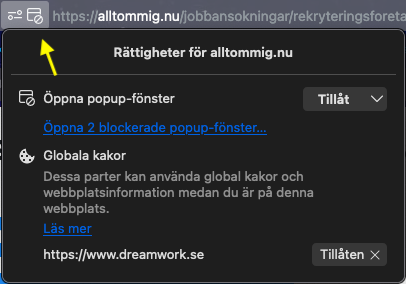 https://alltommig.nu/jobbansokningar/rekryteringsforeta
Rättigheter för alltommig.nu
Öppna popup-fönster Tillåt
Öppna 2 blockerade popup-fönster...
Globala kakor
Dessa parter kan använda global kakor och
webbplatsinformation medan du är på denna
webbplats.
Läs mer
https://www.dreamwork.se Tillåten